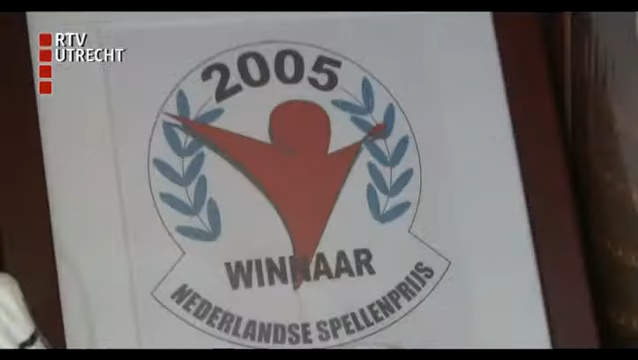 RTV
UTRECHT
2005
WINNAAR
NEDERLANDSE SPELLENPRIJS